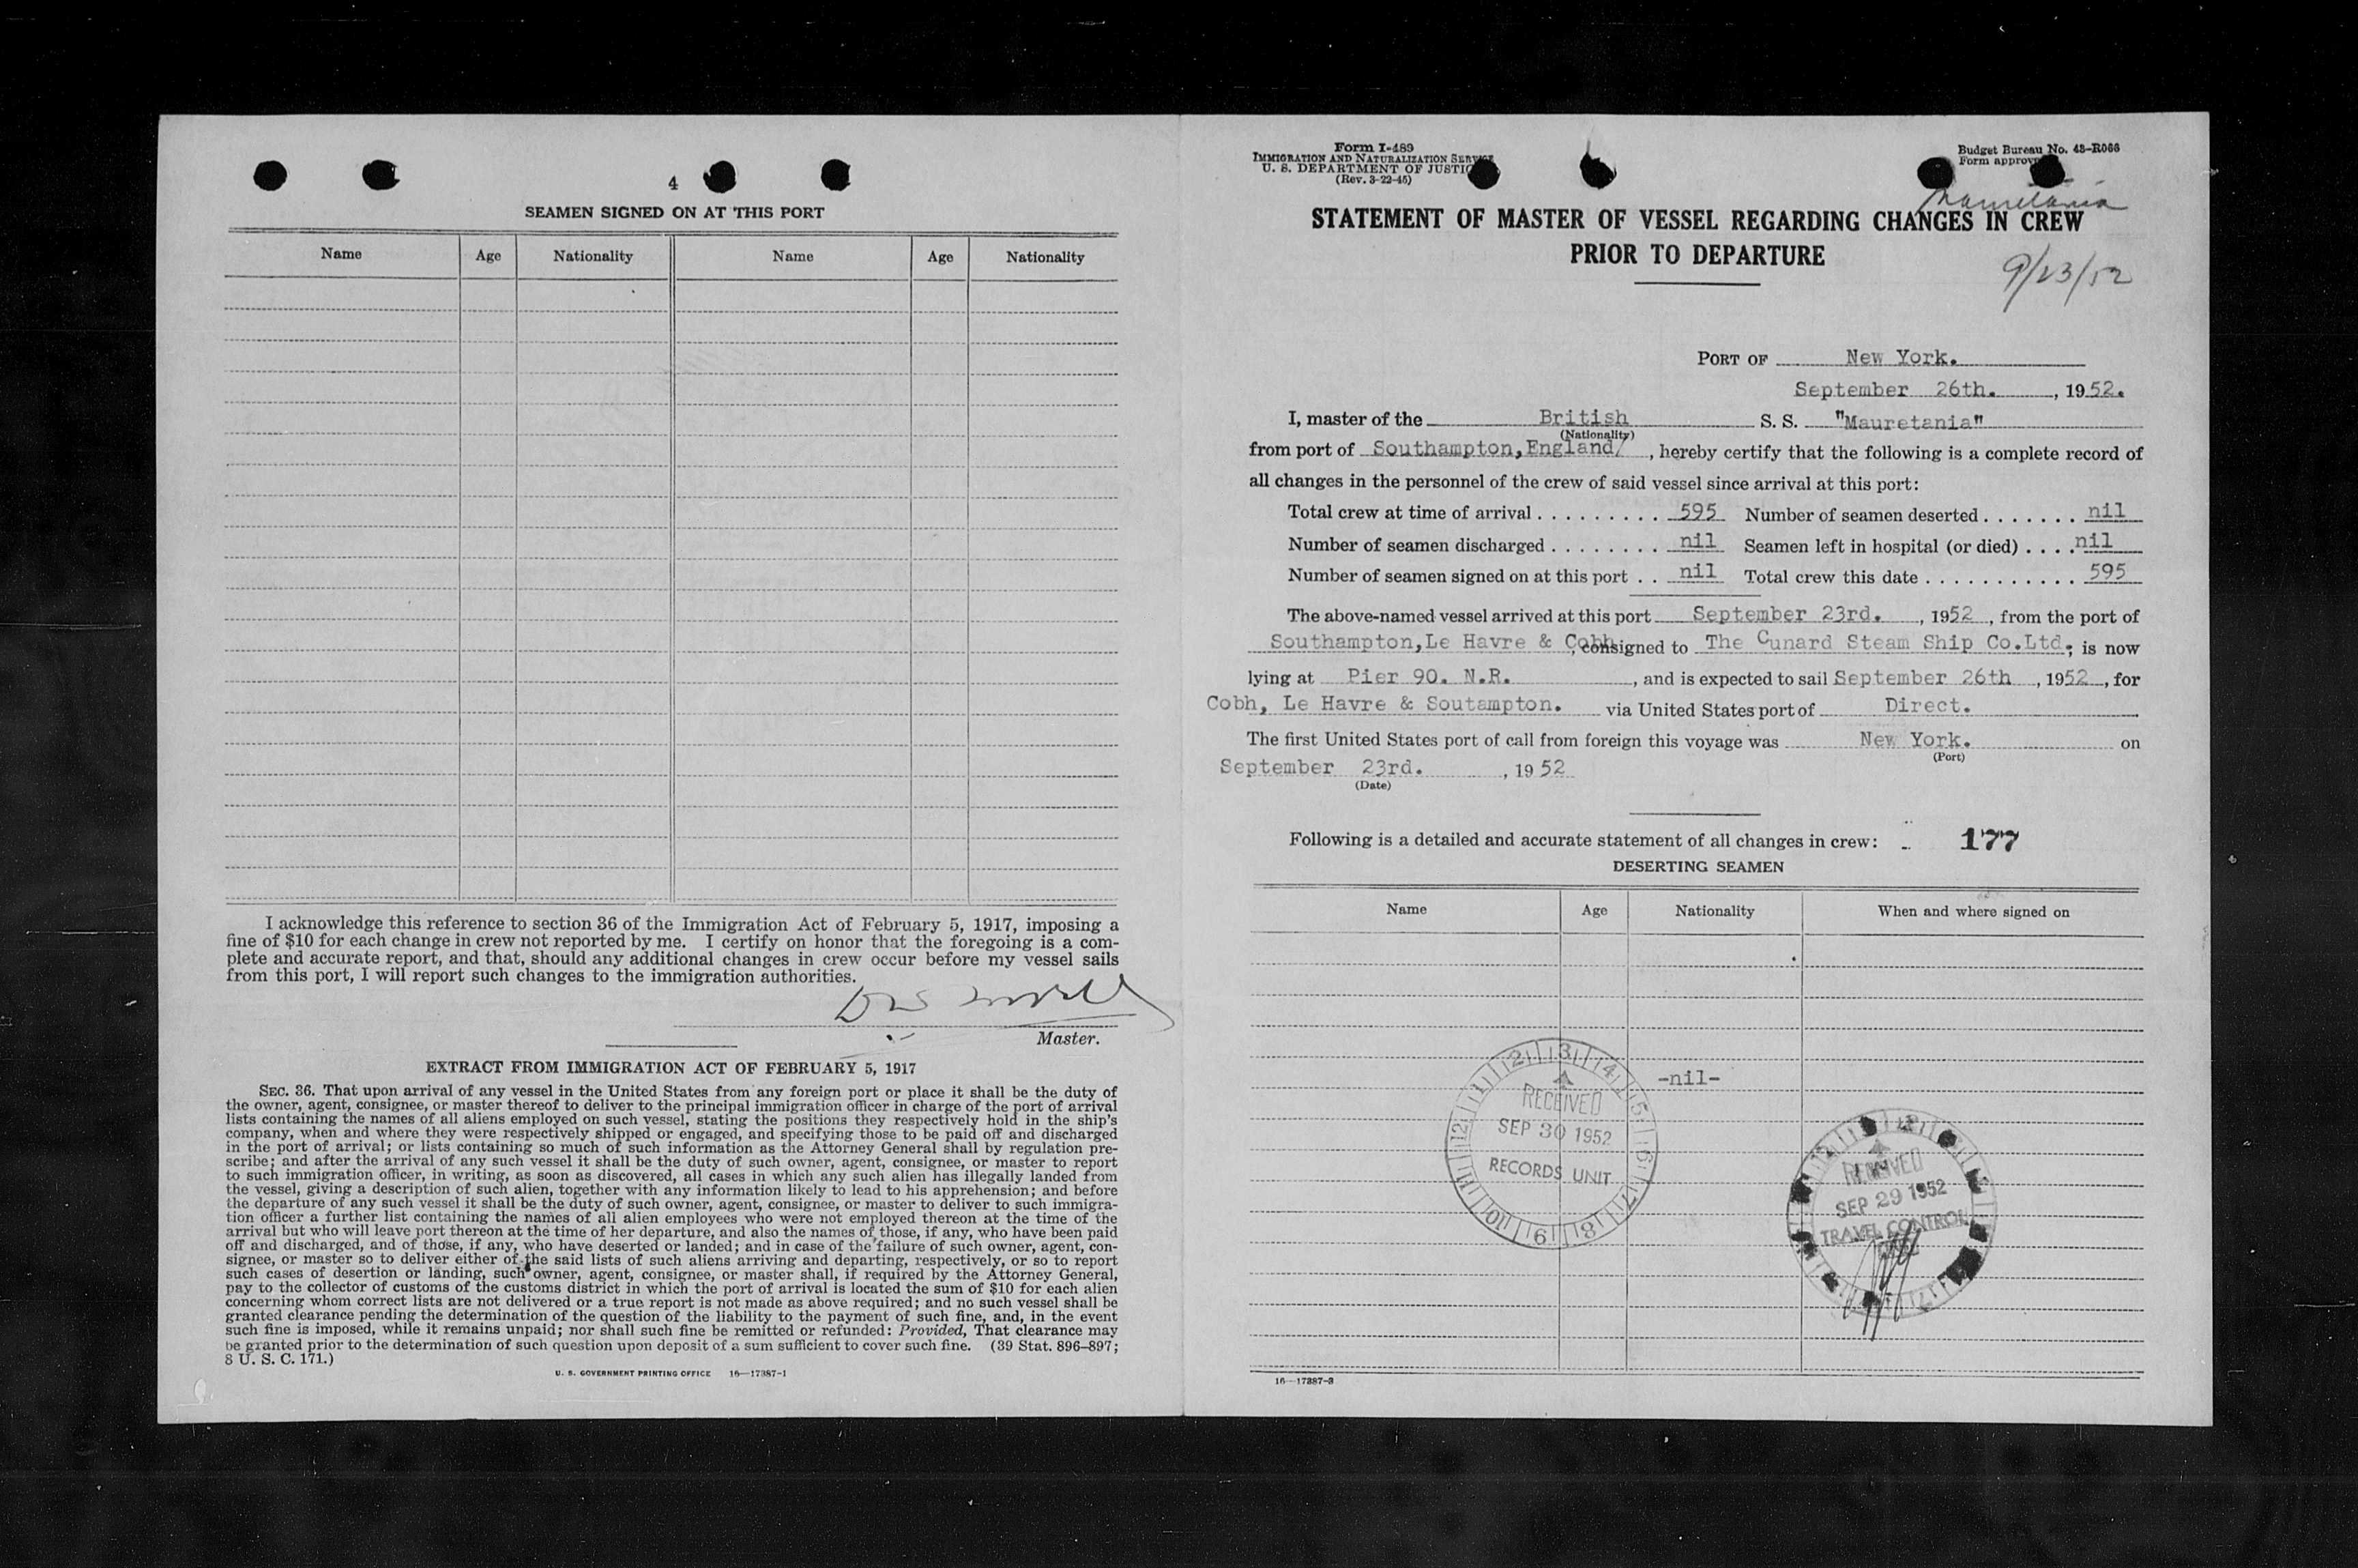 4
SEAMEN SIGNED ON AT THIS PORT
Name Age Nationality Name Age Nationality
I acknowledge this reference to section 36 of the Immigration Act of February 5, 1917, imposing a
fine of $10 for each change in crew not reported by me. I certify on honor that the foregoing is a com-
plete and accurate report, and that, should any additional changes in crew occur before my vessel sails
from this port, I will report such changes to the immigration authorities.
Master.
EXTRACT FROM IMMIGRATION ACT OF FEBRUARY 5, 1917
SEC. 36. That upon arrival of any vessel in the United States from any foreign port or place it shall be the duty of
the owner, agent, consignee, or master thereof to deliver to the principal immigration officer in charge of the port of arrival
lists containing the names of all aliens employed on such vessel, stating the positions they respectively hold in the ship's
company, when and where they were respectively shipped or engaged, and specifying those to be paid off and discharged
in the port of arrival; or lists containing so much of such information as the Attorney General shall by regulation pre-
scribe; and after the arrival of any such vessel it shall be the duty of such owner, agent, consignee, or master to report
to such immigration officer, in writing, as soon as discovered, all cases in which any such alien has illegally landed from
the vessel, giving a description of such alien, together with any information likely to lead to his apprehension; and before
the departure of any such vessel it shall be the duty of such owner, agent, consignee, or master to deliver to such immigra-
tion officer a further list containing the names of all alien employees who were not employed thereon at the time of the
arrival but who will leave port thereon at the time of her departure, and also the names of those, if any, who have been paid
off and discharged, and of those, if any, who have deserted or landed; and in case of the failure of such owner, agent, con-
signee, or master so to deliver either of the said lists of such aliens arriving and departing, respectively, or so to report
such cases of desertion or landing, such owner, agent, consignee, or master shall, if required by the Attorney General,
pay to the collector of customs of the customs district in which the port of arrival is located the sum of $10 for each alien
concerning whom correct lists are not delivered or a true report is not made as above required; and no such vessel shall be
granted clearance pending the determination of the question of the liability to the payment of such fine, and, in the event
such fine is imposed, while it remains unpaid; nor shall such fine be remitted or refunded: Provided, That clearance may
be granted prior to the determination of such question upon deposit of a sum sufficient to cover such fine. (39 Stat. 896–897;
8 U. S. C. 171.)
U. S. GOVERNMENT PRINTING OFFICE 16—17387-1
Form I-489
IMMIGRATION AND NATURALIZATION SERVICE
U. S. DEPARTMENT OF JUSTICE
(Rev. 3-22-45)
Budget Bureau No. 43-R066
Form approved
Mauretania
STATEMENT OF MASTER OF VESSEL REGARDING CHANGES IN CREW
PRIOR TO DEPARTURE
9/23/52
PORT OF New York.
September 26th. , 1952.
I, master of the British S. S. "Mauretania"
(Nationality)
from port of Southampton,England/ , hereby certify that the following is a complete record of
all changes in the personnel of the crew of said vessel since arrival at this port:
Total crew at time of arrival . . . . . . . . . 595 Number of seamen deserted . . . . . . . nil
Number of seamen discharged . . . . . . . . nil Seamen left in hospital (or died) . . . . nil
Number of seamen signed on at this port . . nil Total crew this date . . . . . . . . . . . 595
The above-named vessel arrived at this port September 23rd. , 1952 , from the port of
Southampton,Le Havre & Cobh , consigned to The Cunard Steam Ship Co.Ltd. ; is now
lying at Pier 90. N.R. , and is expected to sail September 26th , 1952 , for
Cobh, Le Havre & Soutampton. via United States port of Direct.
The first United States port of call from foreign this voyage was New York. on
(Port)
September 23rd. , 19 52
(Date)
Following is a detailed and accurate statement of all changes in crew: 177
DESERTING SEAMEN
Name Age Nationality When and where signed on
-nil-
RECEIVED
SEP 30 1952
RECORDS UNIT
RECEIVED
SEP 29 1952
TRAVEL CONTROL
16—17387-3